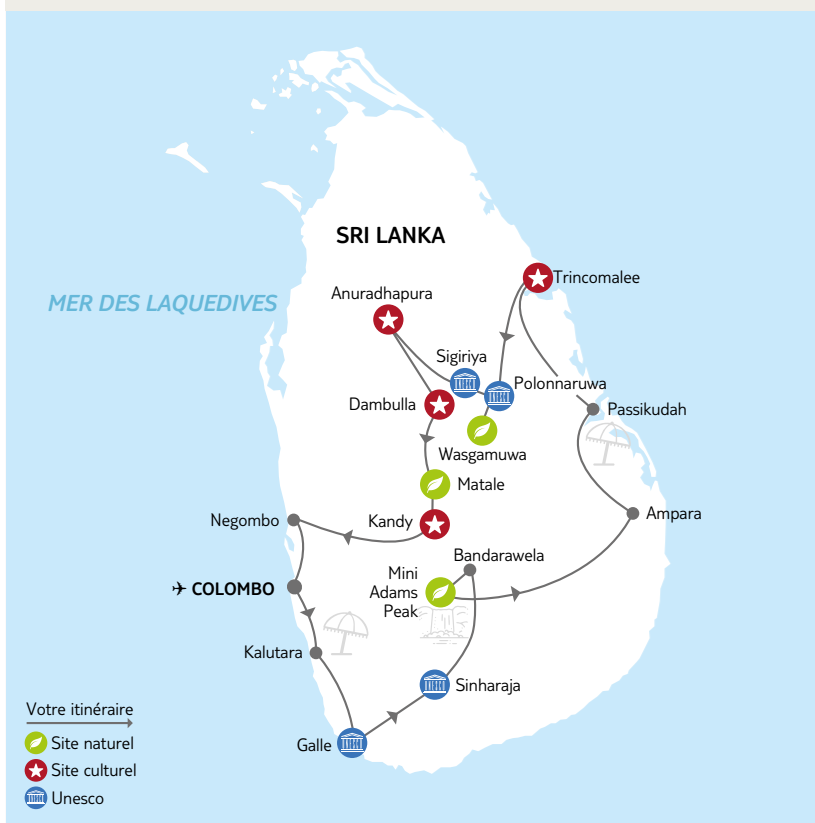 SRI LANKA
MER DES LAQUEDIVES
Trincomalee
Anuradhapura
Sigiriya
Polonnaruwa
Dambulla
Passikudah
Wasgamuwa
Matale
Negombo
Kandy
Ampara
Bandarawela
Mini
Adams
Peak
COLOMBO
Kalutara
Sinharaja
Galle
Votre itinéraire
Site naturel
Site culturel
Unesco